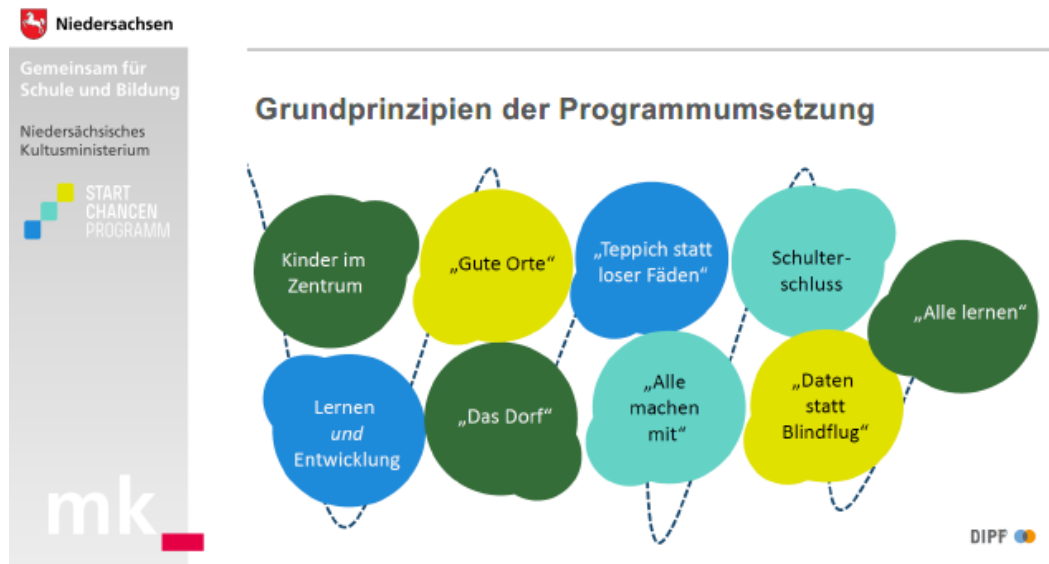 Niedersachsen
Gemeinsam für
Schule und Bildung
Niedersächsisches
Kultusministerium
START
CHANCEN
PROGRAMM
mk
Grundprinzipien der Programmumsetzung
Kinder im
Zentrum
Lernen
und
Entwicklung
„Gute Orte“
„Das Dorf“
„Teppich statt
loser Fäden“
„Alle
machen
mit“
Schulter-
schluss
„Daten
statt
Blindflug“
„Alle lernen“
DIPF